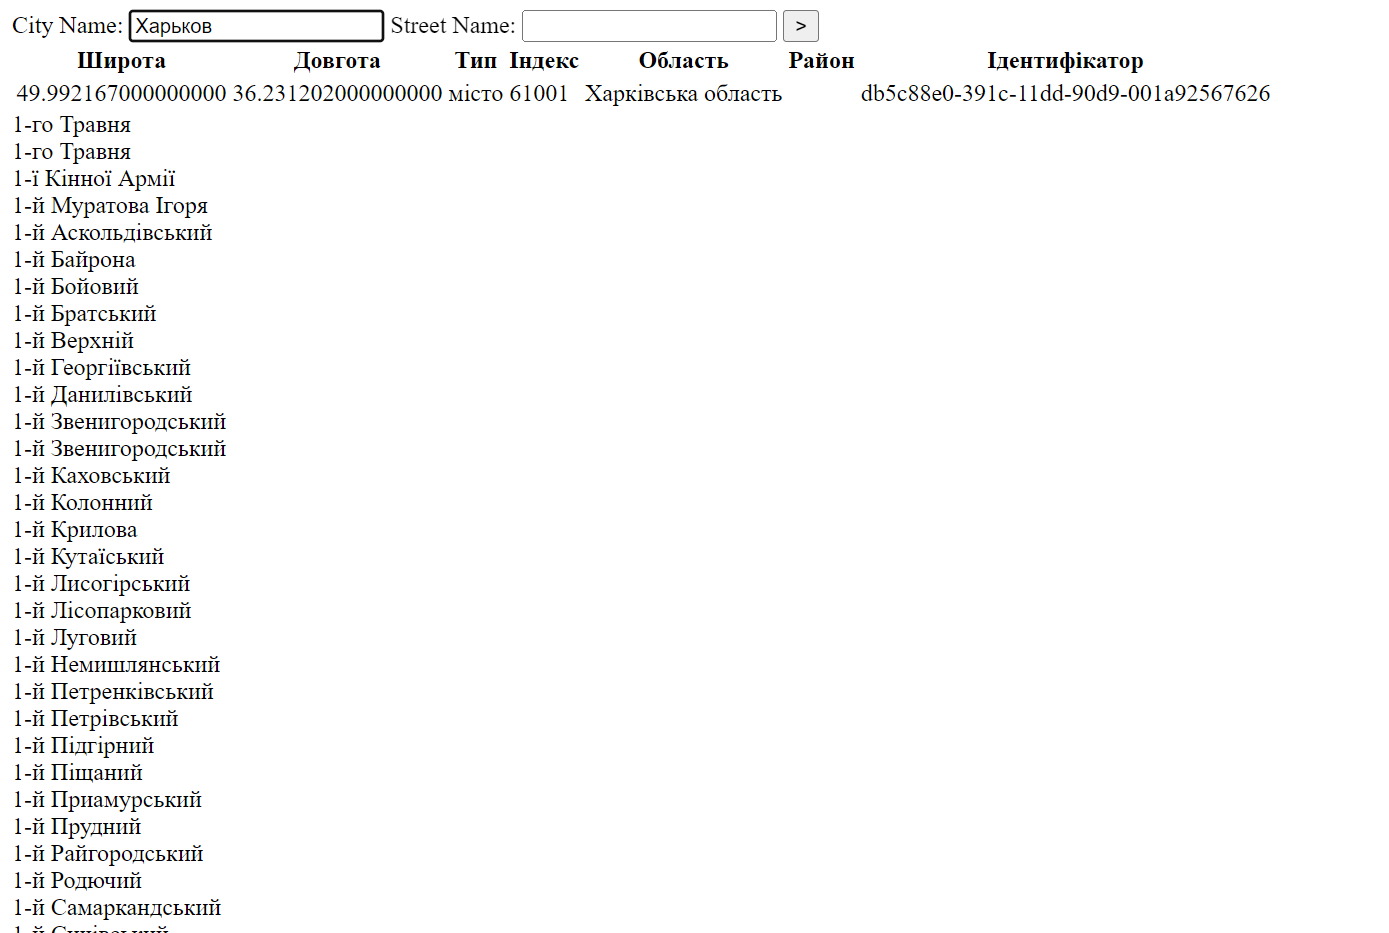 City Name: Харьков Street Name: >
Широта Довгота Тип Індекс Область Район Ідентифікатор
49.992167000000000 36.231202000000000 місто 61001 Харківська область db5c88e0-391c-11dd-90d9-001a92567626
1-го Травня
1-го Травня
1-ї Кінної Армії
1-й Муратова Ігоря
1-й Аскольдівський
1-й Байрона
1-й Бойовий
1-й Братський
1-й Верхній
1-й Георгіївський
1-й Данилівський
1-й Звенигородський
1-й Звенигородський
1-й Каховський
1-й Колонний
1-й Крилова
1-й Кутаїський
1-й Лисогірський
1-й Лісопарковий
1-й Луговий
1-й Немишлянський
1-й Петренківський
1-й Петрівський
1-й Підгірний
1-й Піщаний
1-й Приамурський
1-й Прудний
1-й Райгородський
1-й Родючий
1-й Самаркандський